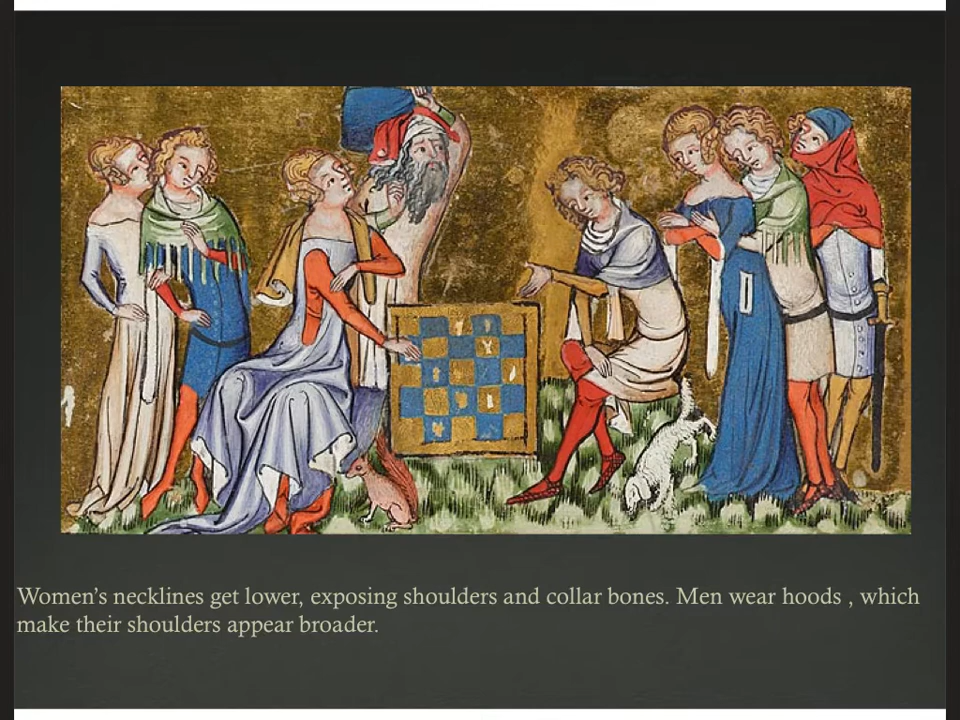 Women’s necklines get lower, exposing shoulders and collar bones. Men wear hoods , which
make their shoulders appear broader.